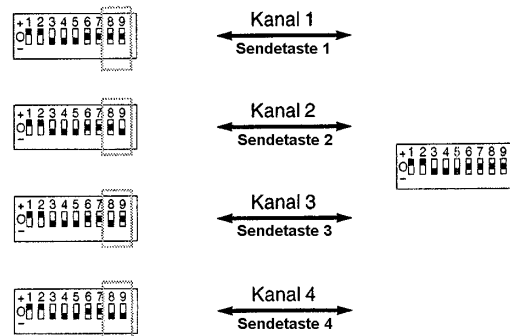 + 1 2 3 4 5 6 7 8 9
O
−
Kanal 1
Sendetaste 1
+ 1 2 3 4 5 6 7 8 9
O
−
Kanal 2
Sendetaste 2
+ 1 2 3 4 5 6 7 8 9
O
−
Kanal 3
Sendetaste 3
+ 1 2 3 4 5 6 7 8 9
O
−
Kanal 4
Sendetaste 4
+ 1 2 3 4 5 6 7 8 9
O
−